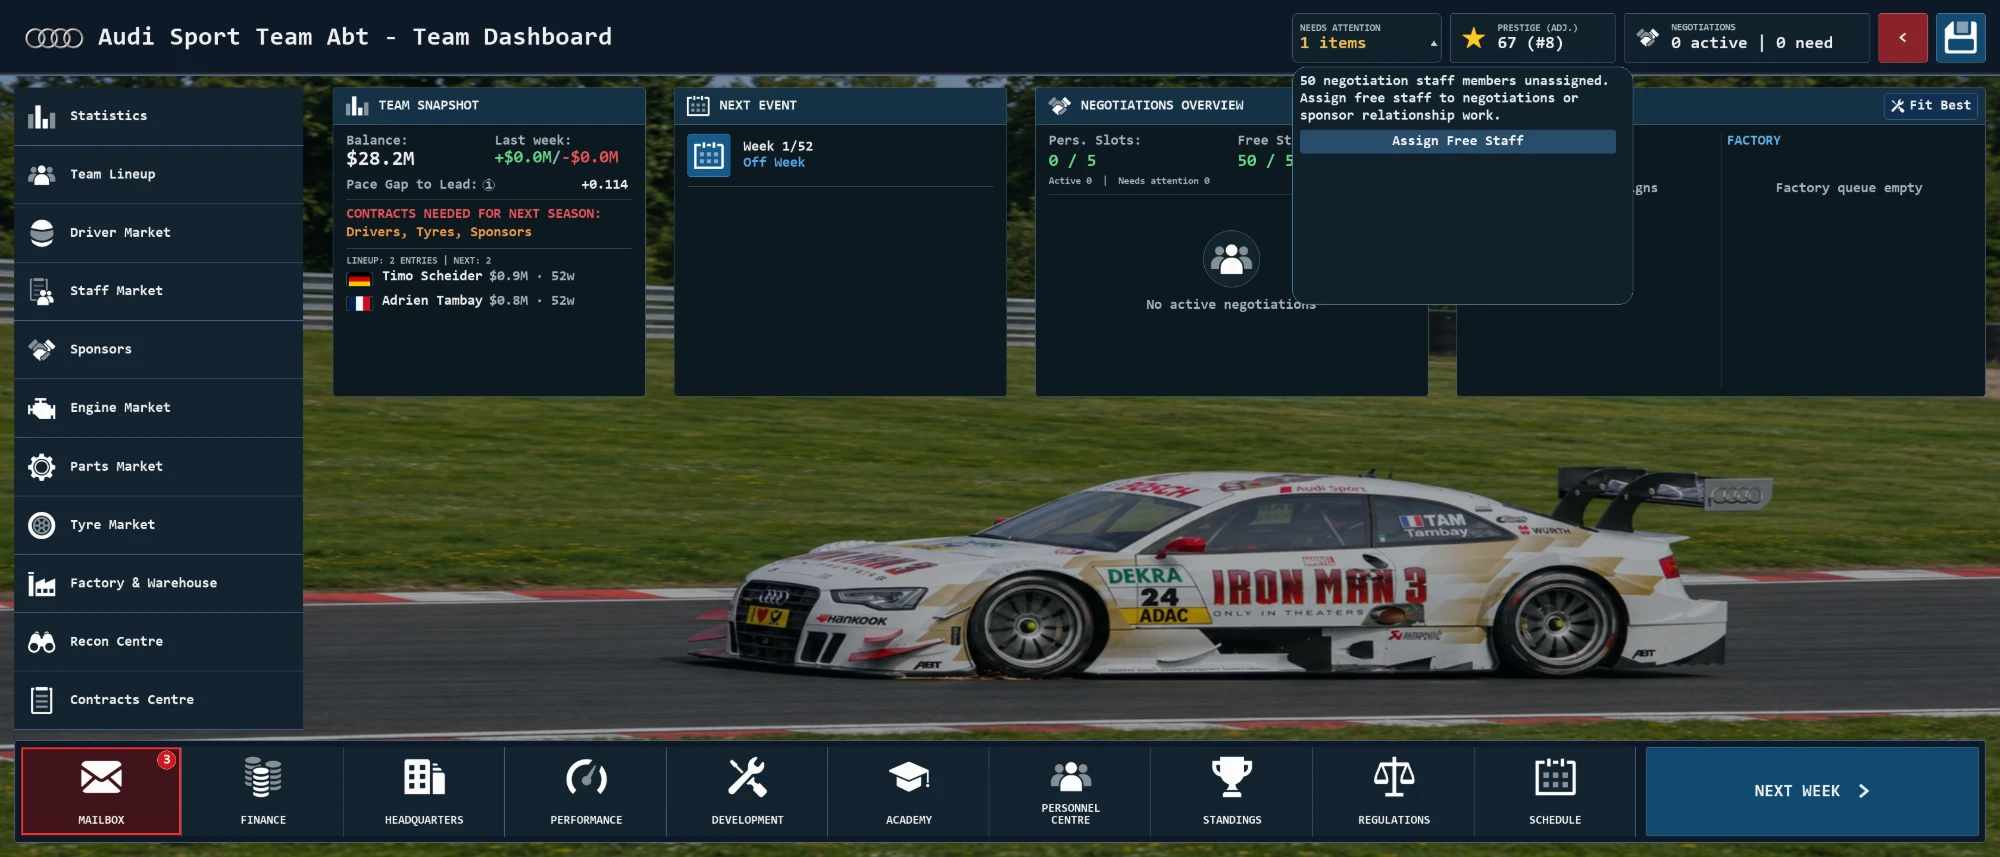 Audi Sport Team Abt - Team Dashboard
NEEDS ATTENTION
1 items
PRESTIGE (ADJ.)
67 (#8)
NEGOTIATIONS
0 active | 0 need
50 negotiation staff members unassigned.
Assign free staff to negotiations or
sponsor relationship work.
Assign Free Staff
Statistics
Team Lineup
Driver Market
Staff Market
Sponsors
Engine Market
Parts Market
Tyre Market
Factory & Warehouse
Recon Centre
Contracts Centre
TEAM SNAPSHOT
Balance:
$28.2M
Last week:
+$0.0M/-$0.0M
Pace Gap to Lead:
+0.114
CONTRACTS NEEDED FOR NEXT SEASON:
Drivers, Tyres, Sponsors
LINEUP: 2 ENTRIES | NEXT: 2
Timo Scheider $0.9M · 52w
Adrien Tambay $0.8M · 52w
NEXT EVENT
Week 1/52
Off Week
NEGOTIATIONS OVERVIEW
Pers. Slots:
0 / 5
Free St
50 / 5
Active 0 | Needs attention 0
No active negotiations
Fit Best
FACTORY
Factory queue empty
BOSCH
Audi Sport
TAM
Tambay
WÜRTH
MARVEL
IRON MAN 3
ONLY IN THEATERS
DEKRA
24
ADAC
HANKOOK
AKRAPOVIČ
ABT
ABT
MAILBOX
3
FINANCE
HEADQUARTERS
PERFORMANCE
DEVELOPMENT
ACADEMY
PERSONNEL
CENTRE
STANDINGS
REGULATIONS
SCHEDULE
NEXT WEEK